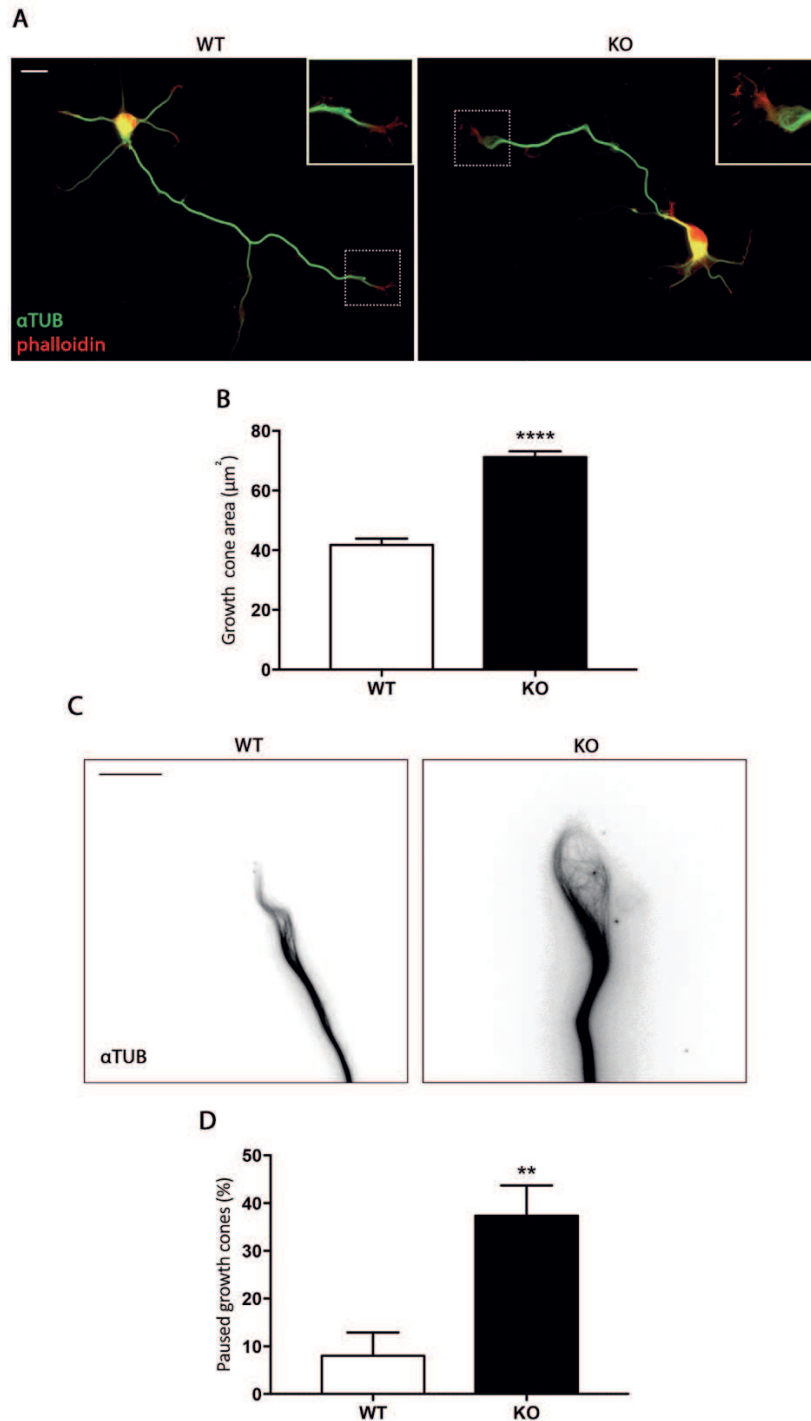 A
WT
KO
αTUB
phalloidin
B
Growth cone area (µm²)
80
60
40
20
0
****
WT
KO
C
WT
KO
αTUB
D
Paused growth cones (%)
50
40
30
20
10
0
**
WT
KO